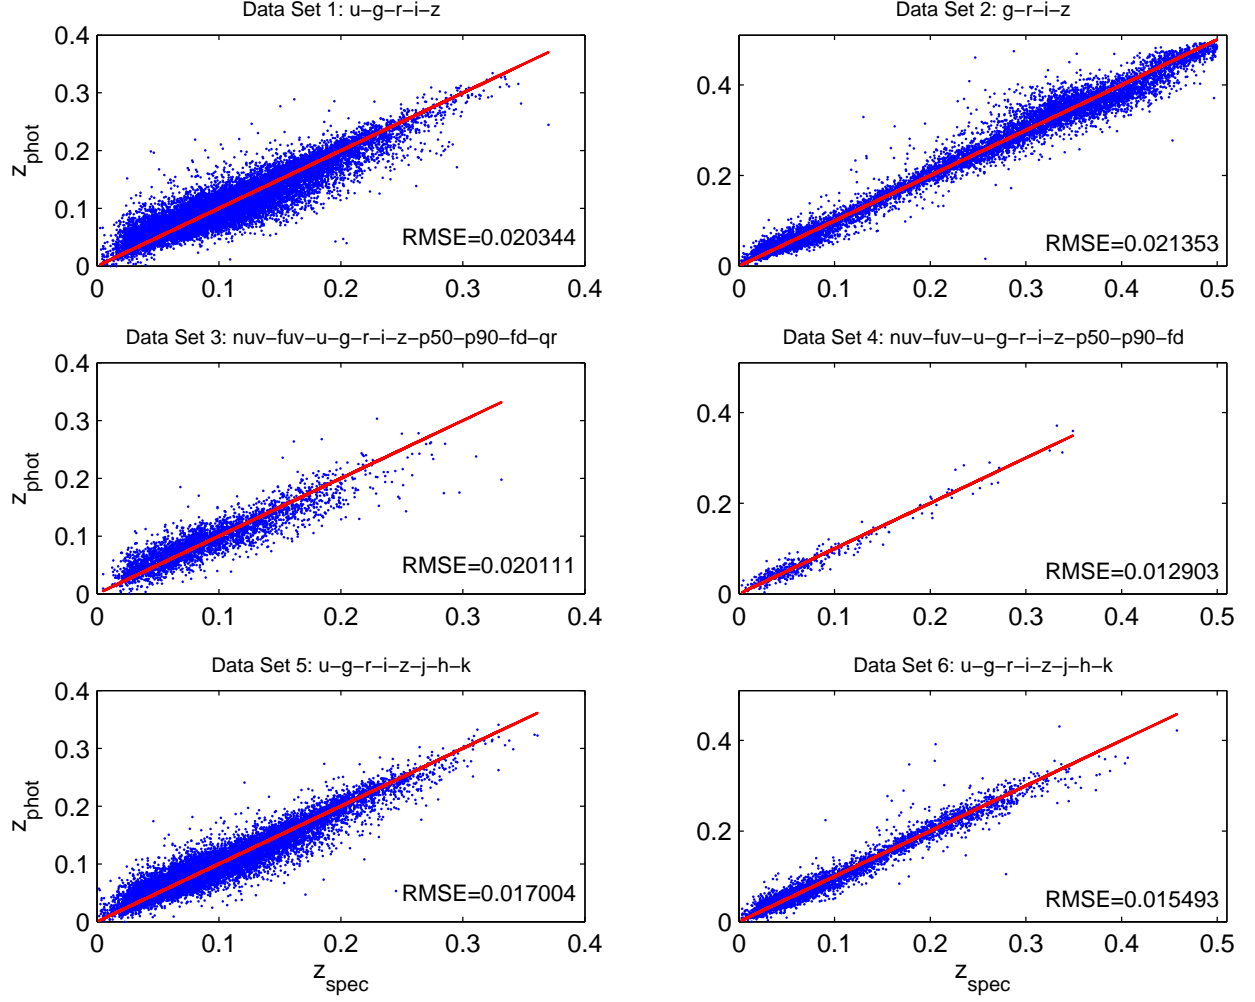 Data Set 1: u−g−r−i−z
0.4
0.3
0.2
0.1
0
z_phot
RMSE=0.020344
0 0.1 0.2 0.3 0.4
Data Set 2: g−r−i−z
0.4
0.2
0
RMSE=0.021353
0 0.1 0.2 0.3 0.4 0.5
Data Set 3: nuv−fuv−u−g−r−i−z−p50−p90−fd−qr
0.4
0.3
0.2
0.1
0
z_phot
RMSE=0.020111
0 0.1 0.2 0.3 0.4
Data Set 4: nuv−fuv−u−g−r−i−z−p50−p90−fd
0.4
0.2
0
RMSE=0.012903
0 0.1 0.2 0.3 0.4 0.5
Data Set 5: u−g−r−i−z−j−h−k
0.4
0.3
0.2
0.1
0
z_phot
RMSE=0.017004
0 0.1 0.2 0.3 0.4
z_spec
Data Set 6: u−g−r−i−z−j−h−k
0.4
0.2
0
RMSE=0.015493
0 0.1 0.2 0.3 0.4 0.5
z_spec